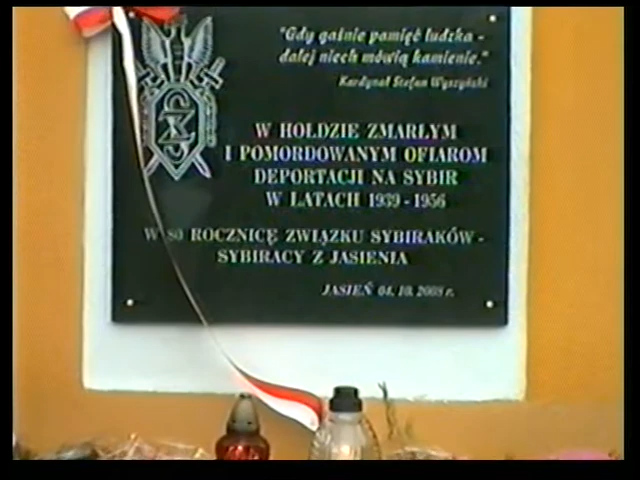 "Gdy gaśnie pamięć ludzka -
dalej niech mówią kamienie."
Kardynał Stefan Wyszyński
W HOŁDZIE ZMARŁYM
I POMORDOWANYM OFIAROM
DEPORTACJI NA SYBIR
W LATACH 1939 - 1956
W 80 ROCZNICĘ ZWIĄZKU SYBIRAKÓW -
SYBIRACY Z JASIENIA
JASIEŃ 04. 10. 2008 r.